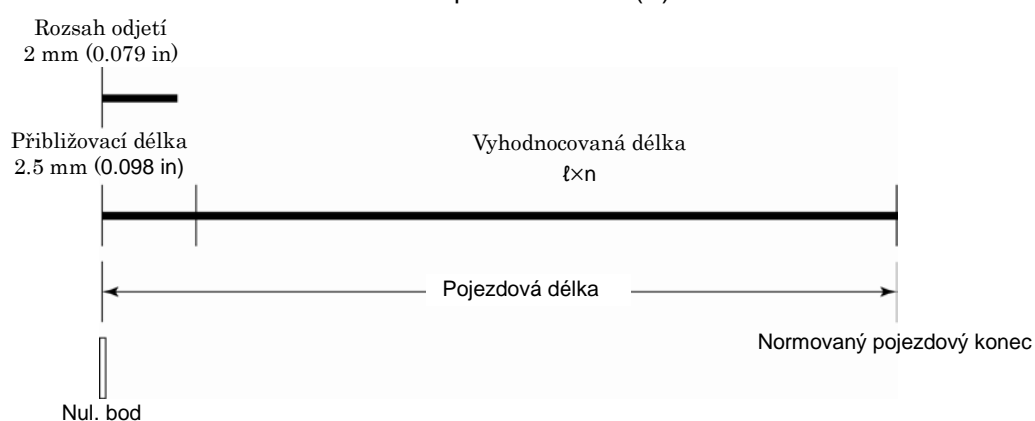 Rozsah odjetí
2 mm (0.079 in)
Přibližovací délka
2.5 mm (0.098 in)
Vyhodnocovaná délka
ℓ×n
Pojezdová délka
Normovaný pojezdový konec
Nul. bod